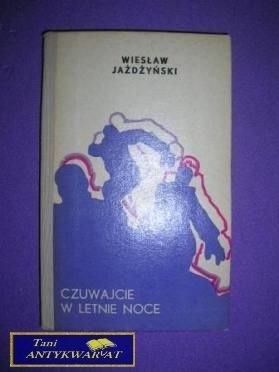 WIESŁAW
JAŻDŻYŃSKI
CZUWAJCIE
W LETNIE NOCE
Tani
ANTYKWARIAT